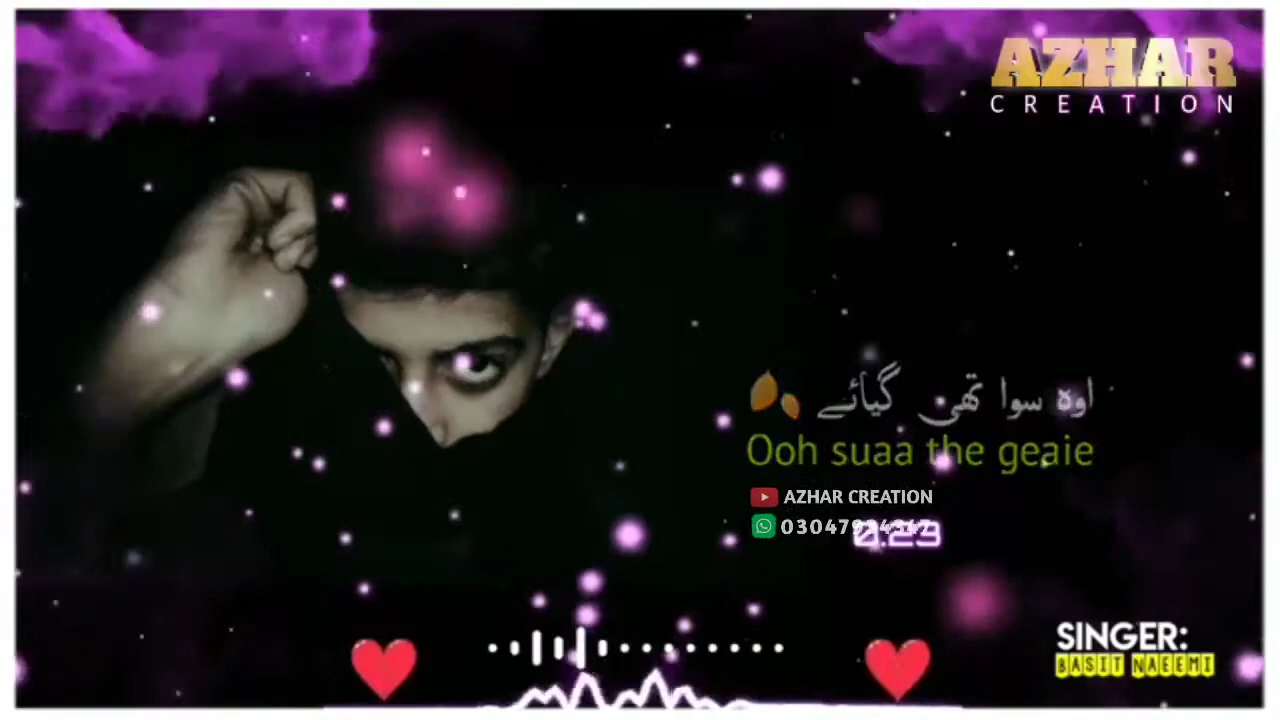 AZHAR
CREATION
اوہ سوا تھی گیائے
Ooh suaa the geaie
AZHAR CREATION
0:23
SINGER:
BASIT NAEEMI